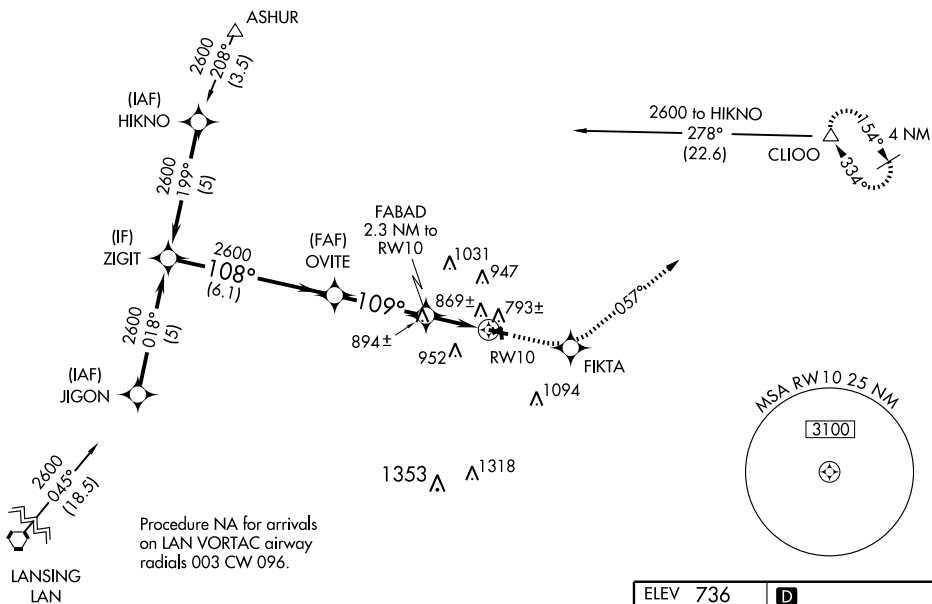 ASHUR
2600
208°
(3.5)
(IAF)
HIKNO
2600
199°
(5)
2600 to HIKNO
278°
(22.6)
CLIOO
154°
4 NM
334°
(IF)
ZIGIT
2600
108°
(6.1)
(FAF)
OVITE
109°
FABAD
2.3 NM to
RW10
1031
947
869±
793±
894±
952
RW10
057°
FIKTA
1094
2600
018°
(5)
(IAF)
JIGON
MSA RW10 25 NM
3100
1353
1318
2600
045°
(18.5)
LANSING
LAN
Procedure NA for arrivals
on LAN VORTAC airway
radials 003 CW 096.
ELEV 736
D